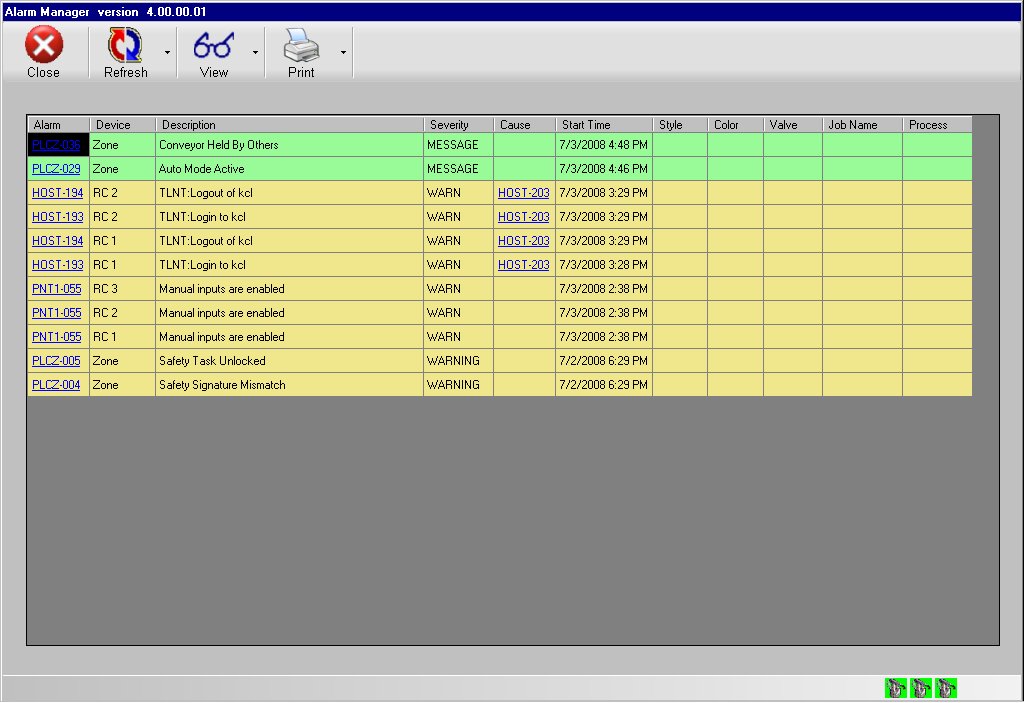 Alarm Manager version 4.00.00.01
Close Refresh View Print
Alarm Device Description Severity Cause Start Time Style Color Valve Job Name Process
PLCZ-036 Zone Conveyor Held By Others MESSAGE 7/3/2008 4:48 PM
PLCZ-029 Zone Auto Mode Active MESSAGE 7/3/2008 4:46 PM
HOST-194 RC 2 TLNT:Logout of kcl WARN HOST-203 7/3/2008 3:29 PM
HOST-193 RC 2 TLNT:Login to kcl WARN HOST-203 7/3/2008 3:29 PM
HOST-194 RC 1 TLNT:Logout of kcl WARN HOST-203 7/3/2008 3:29 PM
HOST-193 RC 1 TLNT:Login to kcl WARN HOST-203 7/3/2008 3:28 PM
PNT1-055 RC 3 Manual inputs are enabled WARN 7/3/2008 2:38 PM
PNT1-055 RC 2 Manual inputs are enabled WARN 7/3/2008 2:38 PM
PNT1-055 RC 1 Manual inputs are enabled WARN 7/3/2008 2:38 PM
PLCZ-005 Zone Safety Task Unlocked WARNING 7/2/2008 6:29 PM
PLCZ-004 Zone Safety Signature Mismatch WARNING 7/2/2008 6:29 PM